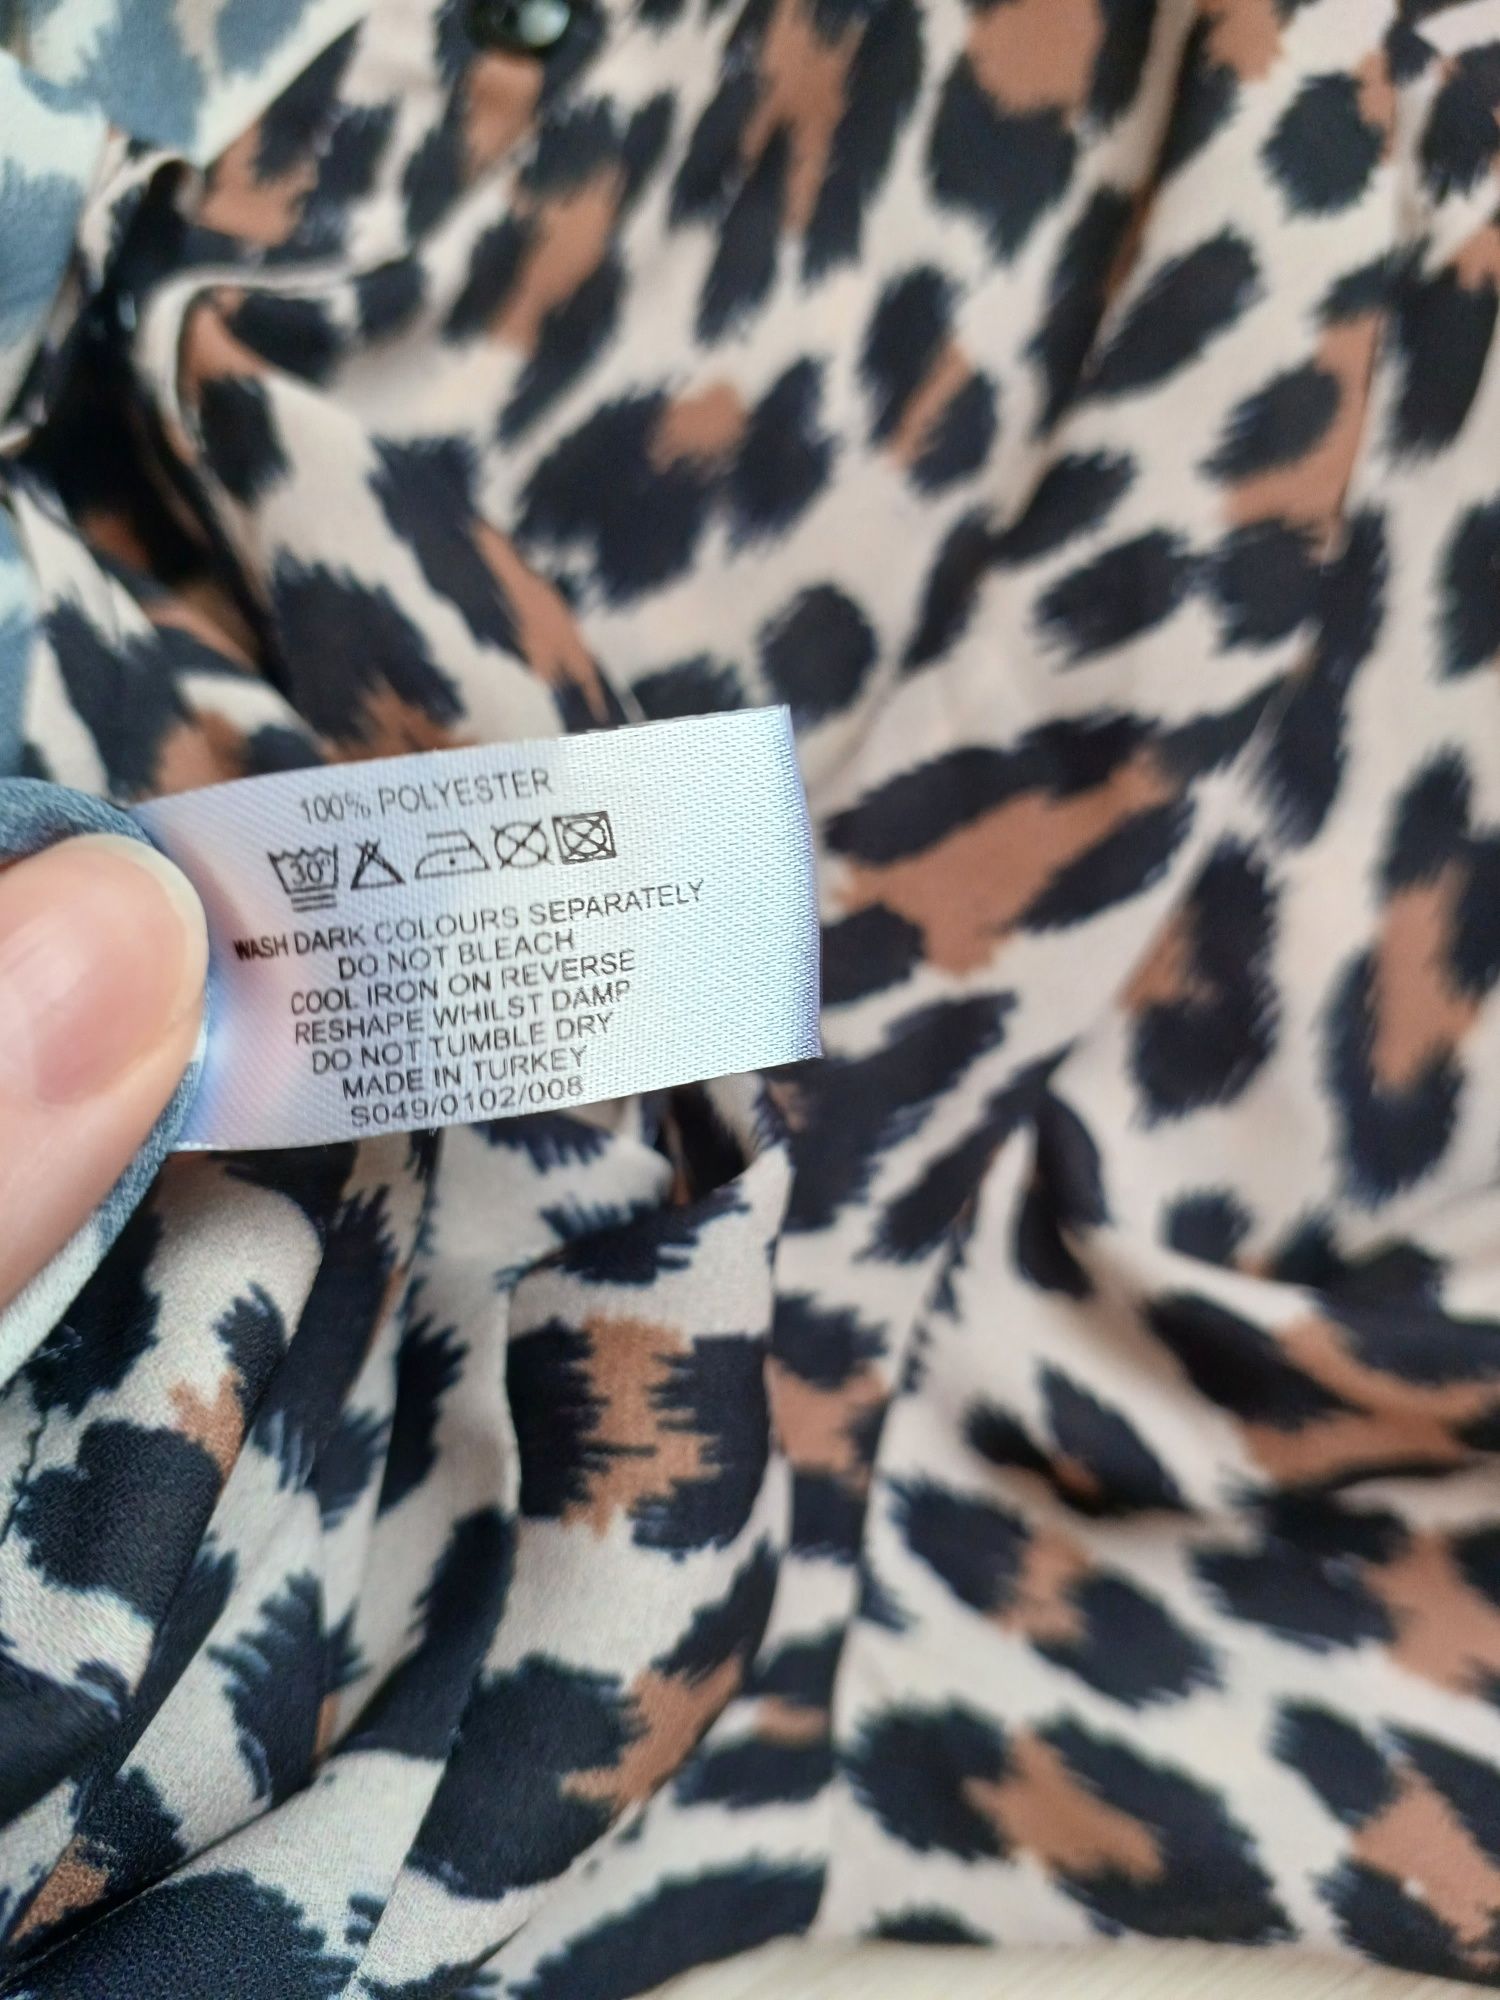 100% POLYESTER
30°
WASH DARK COLOURS SEPARATELY
DO NOT BLEACH
COOL IRON ON REVERSE
RESHAPE WHILST DAMP
DO NOT TUMBLE DRY
MADE IN TURKEY
S049/0102/008